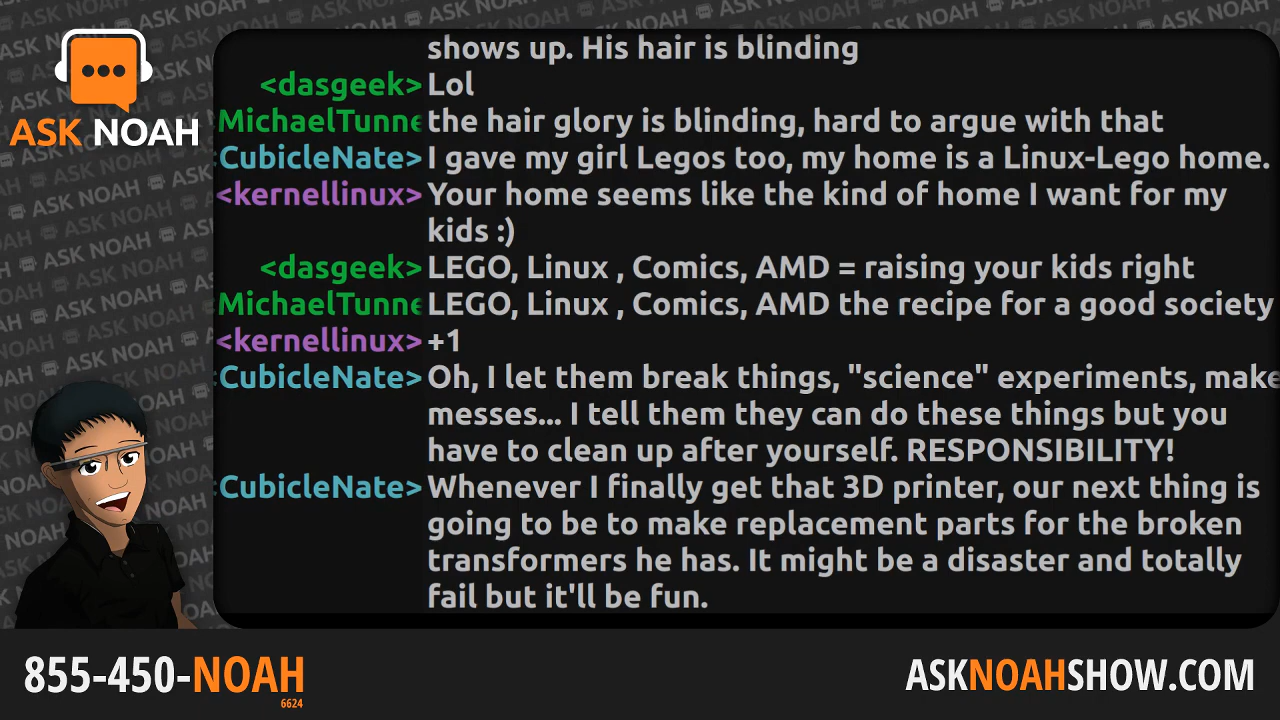 shows up. His hair is blinding
<dasgeek> Lol
MichaelTunne the hair glory is blinding, hard to argue with that
CubicleNate> I gave my girl Legos too, my home is a Linux-Lego home.
<kernellinux> Your home seems like the kind of home I want for my
kids :)
<dasgeek> LEGO, Linux , Comics, AMD = raising your kids right
MichaelTunne LEGO, Linux , Comics, AMD the recipe for a good society
<kernellinux> +1
CubicleNate> Oh, I let them break things, "science" experiments, make
messes... I tell them they can do these things but you
have to clean up after yourself. RESPONSIBILITY!
CubicleNate> Whenever I finally get that 3D printer, our next thing is
going to be to make replacement parts for the broken
transformers he has. It might be a disaster and totally
fail but it'll be fun.
ASK NOAH
855-450-NOAH
6624
ASKNOAHSHOW.COM